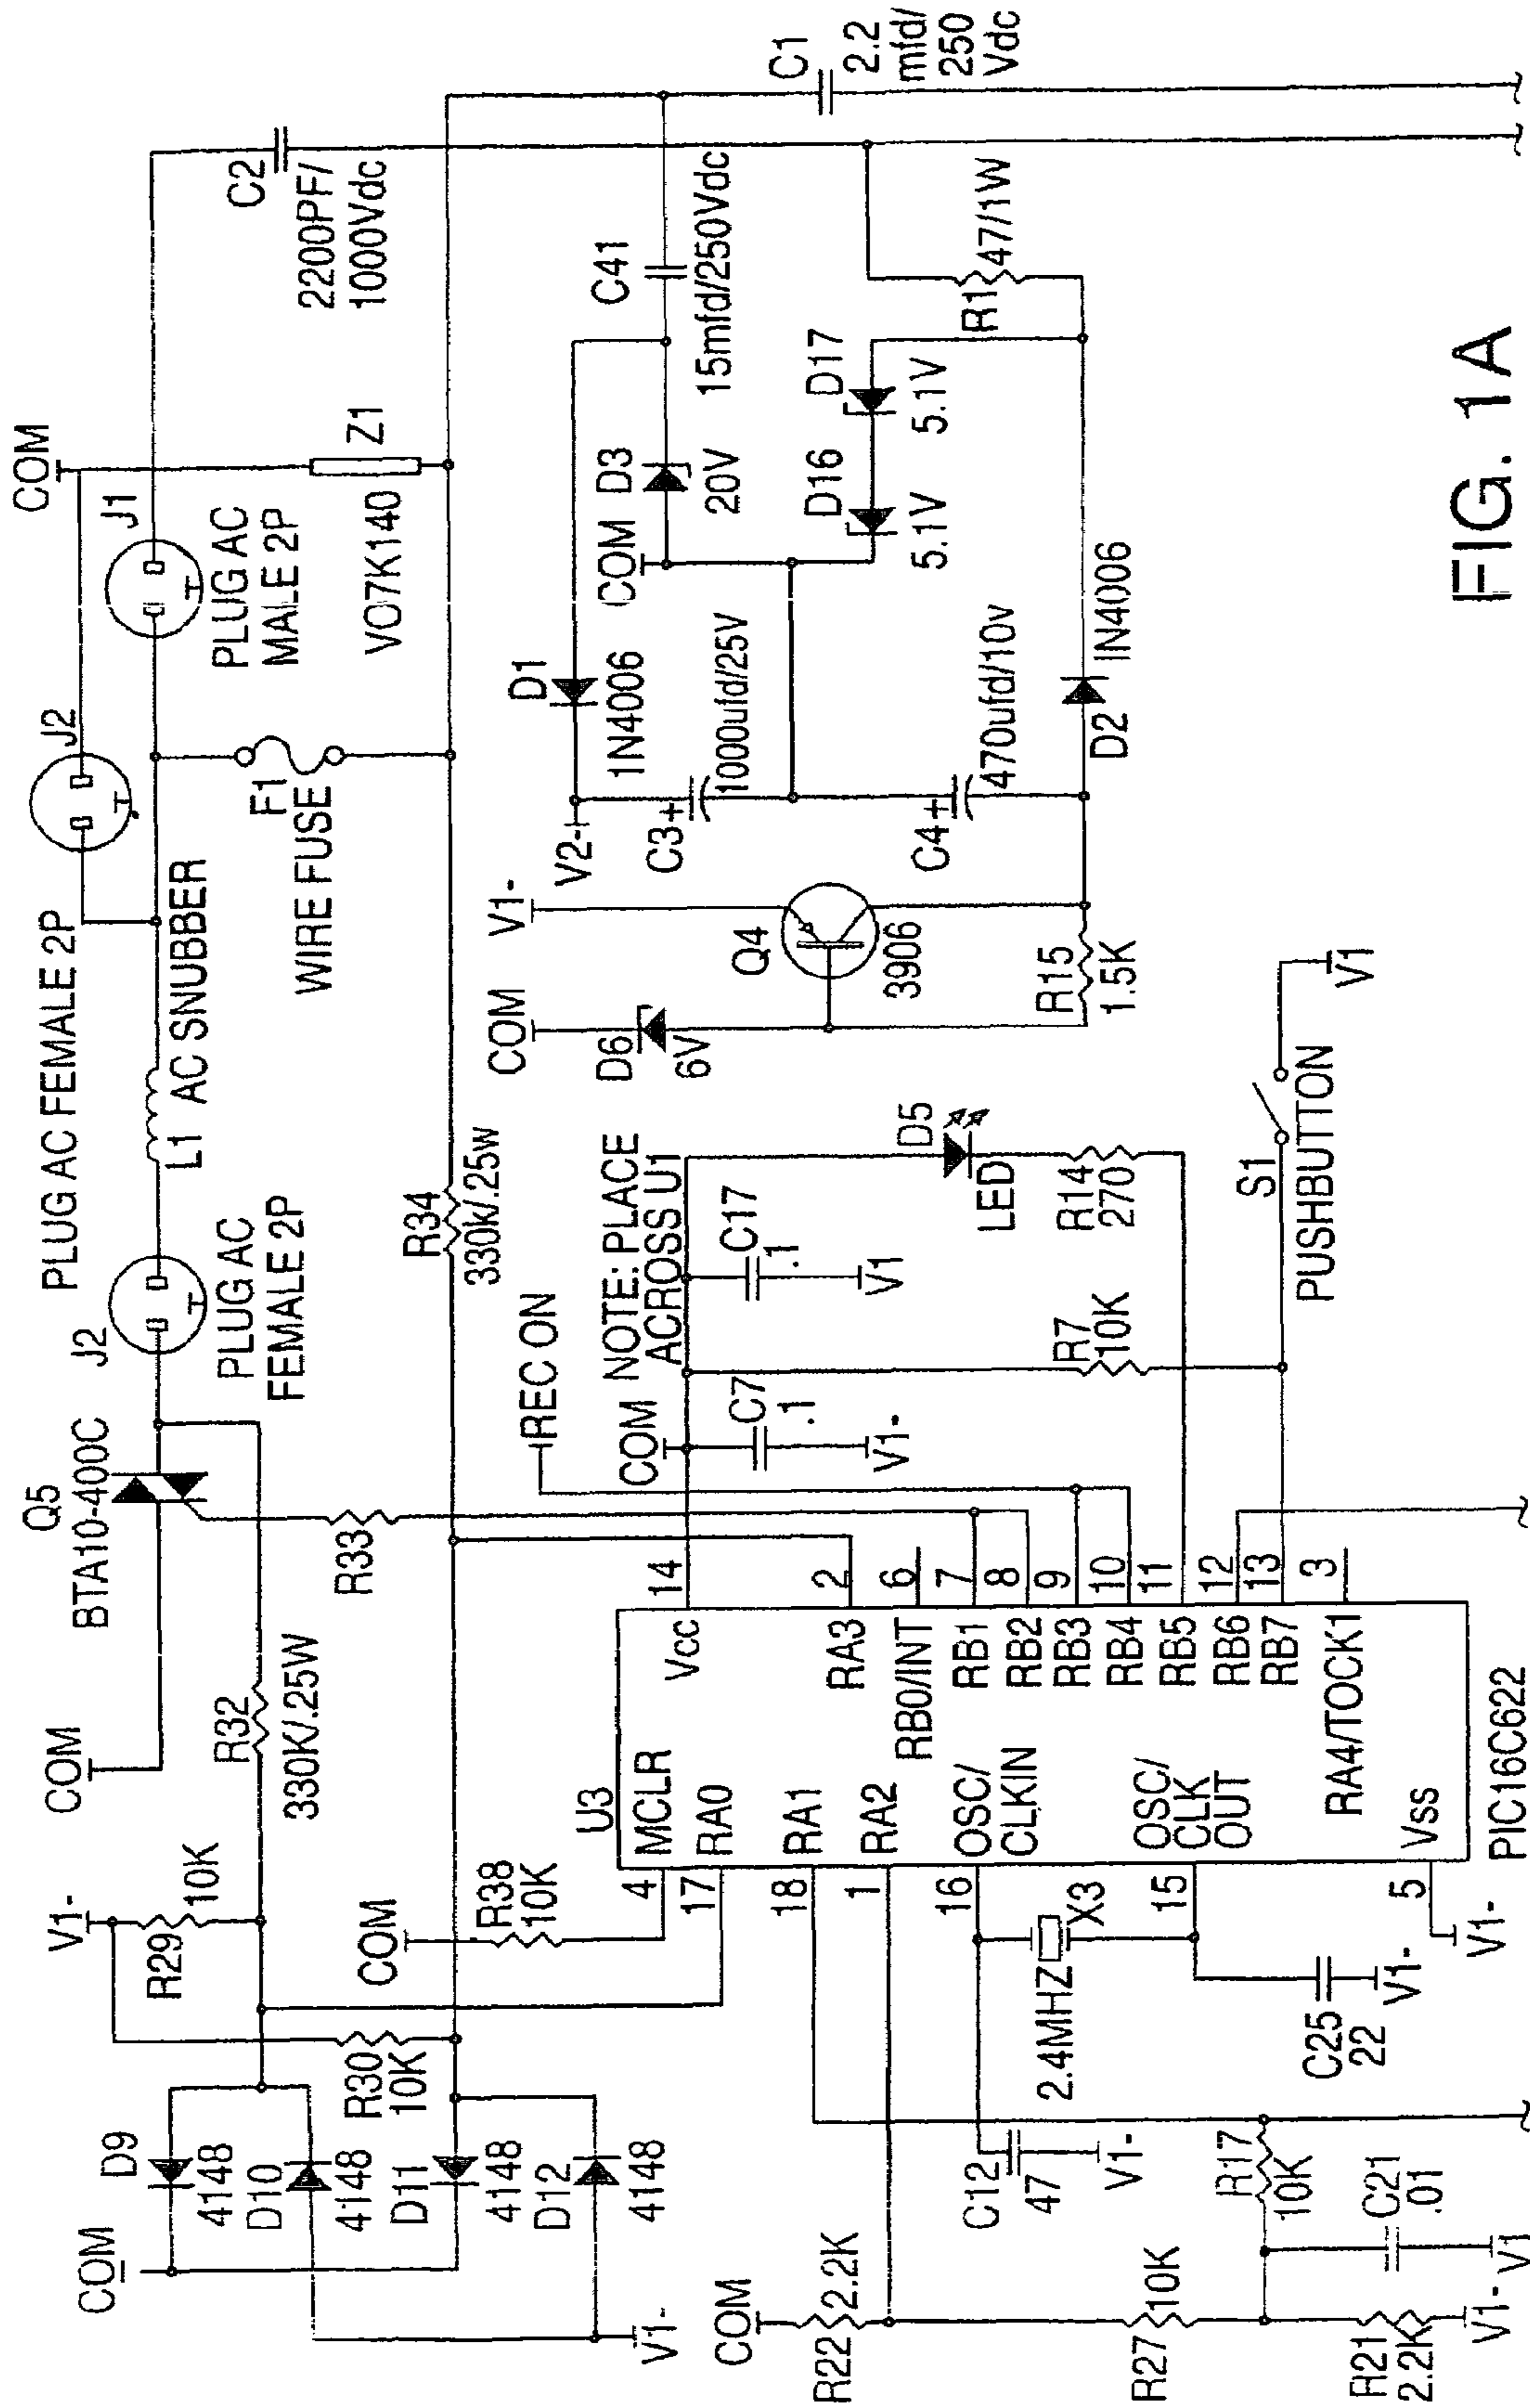 PLUG AC FEMALE 2P
J2
COM
J1
PLUG AC
MALE 2P
C2
2200PF/
1000Vdc
Q5
BTA10-400C
J2
PLUG AC
FEMALE 2P
L1 AC SNUBBER
F1
WIRE FUSE
VO7K140
Z1
COM
R33
R32
330K/.25W
R34
330k/.25w
V1-
R29
10K
R30
10K
COM
D9
4148
D10
4148
D11
4148
D12
4148
V1-
COM
R38
10K
REC ON
COM
NOTE: PLACE
ACROSS U1
C7
.1
V1-
C17
.1
V1
D5
LED
R14
270
R7
10K
S1
PUSHBUTTON
V1
COM
D6
6V
V1-
Q4
3906
R15
1.5K
V2-
D1
1N4006
C3+
1000ufd/25V
C4+
470ufd/10v
D2
IN4006
COM
D3
20V
D16
5.1V
D17
5.1V
C41
15mfd/250Vdc
R1
47/1W
C1
2.2
mfd/
250
Vdc
U3
MCLR
RA0
RA1
RA2
OSC/
CLKIN
OSC/
CLK
OUT
Vss
Vcc
RA3
RB0/INT
RB1
RB2
RB3
RB4
RB5
RB6
RB7
RA4/TOCK1
4
17
18
1
16
15
5
14
2
6
7
8
9
10
11
12
13
3
PIC16C622
V1-
X3
2.4MHZ
C12
47
V1-
C25
22
V1-
COM
R22
2.2K
R27
10K
R17
10K
C21
.01
V1
R21
2.2K
V1-
FIG. 1A